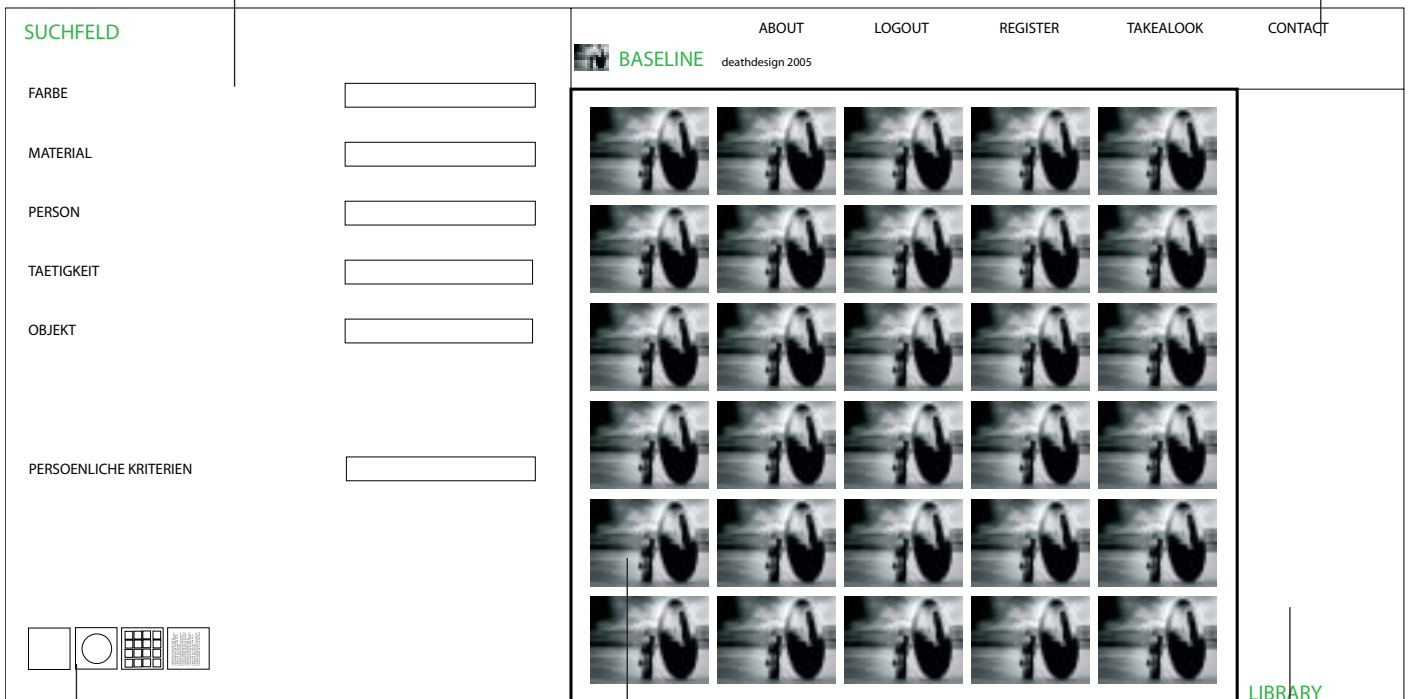 SUCHFELD
FARBE
MATERIAL
PERSON
TAETIGKEIT
OBJEKT
PERSOENLICHE KRITERIEN
ABOUT LOGOUT REGISTER TAKEALOOK CONTACT
BASELINE deathdesign 2005
LIBRARY